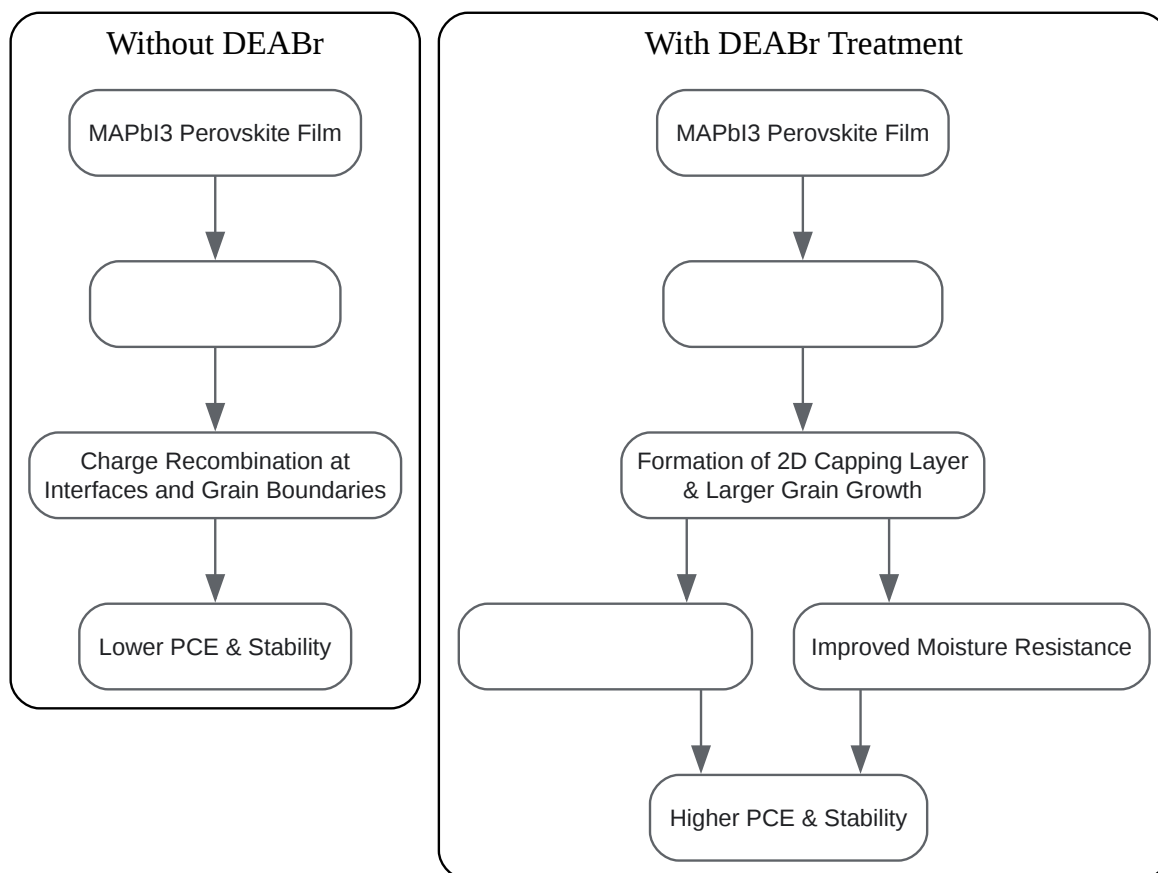 Without DEABr
MAPbI3 Perovskite Film
Charge Recombination at
Interfaces and Grain Boundaries
Lower PCE & Stability
With DEABr Treatment
MAPbI3 Perovskite Film
Formation of 2D Capping Layer
& Larger Grain Growth
Improved Moisture Resistance
Higher PCE & Stability